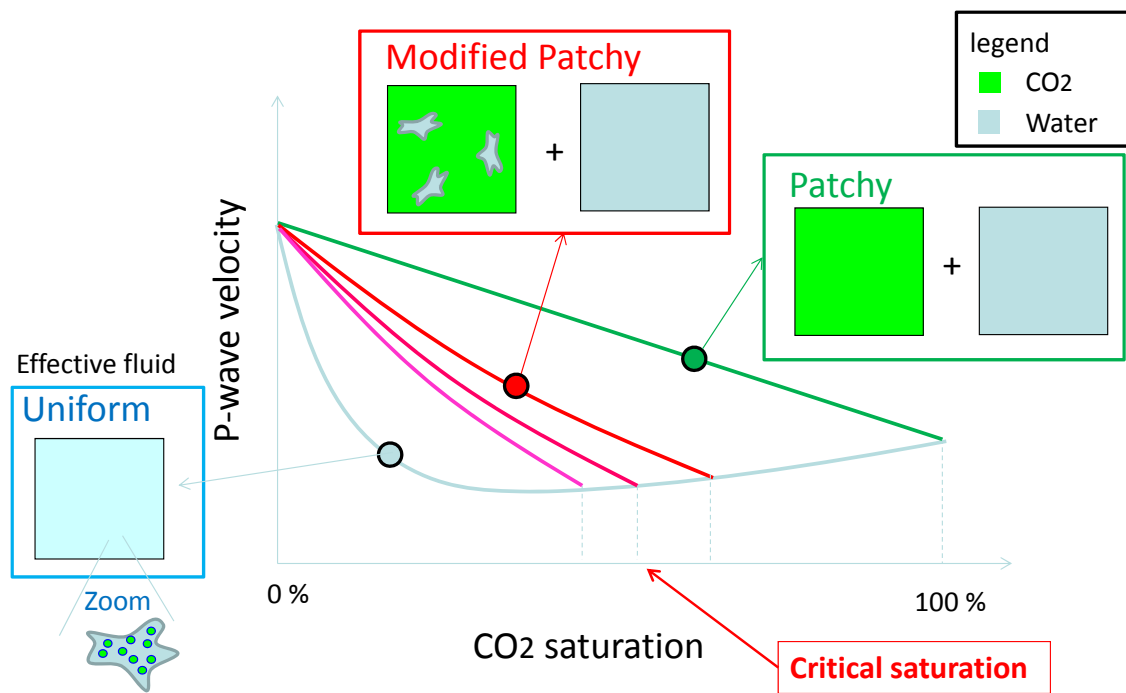 Modified Patchy
+
legend
CO2
Water
Patchy
+
P-wave velocity
Effective fluid
Uniform
Zoom
0 %
100 %
CO2 saturation
Critical saturation